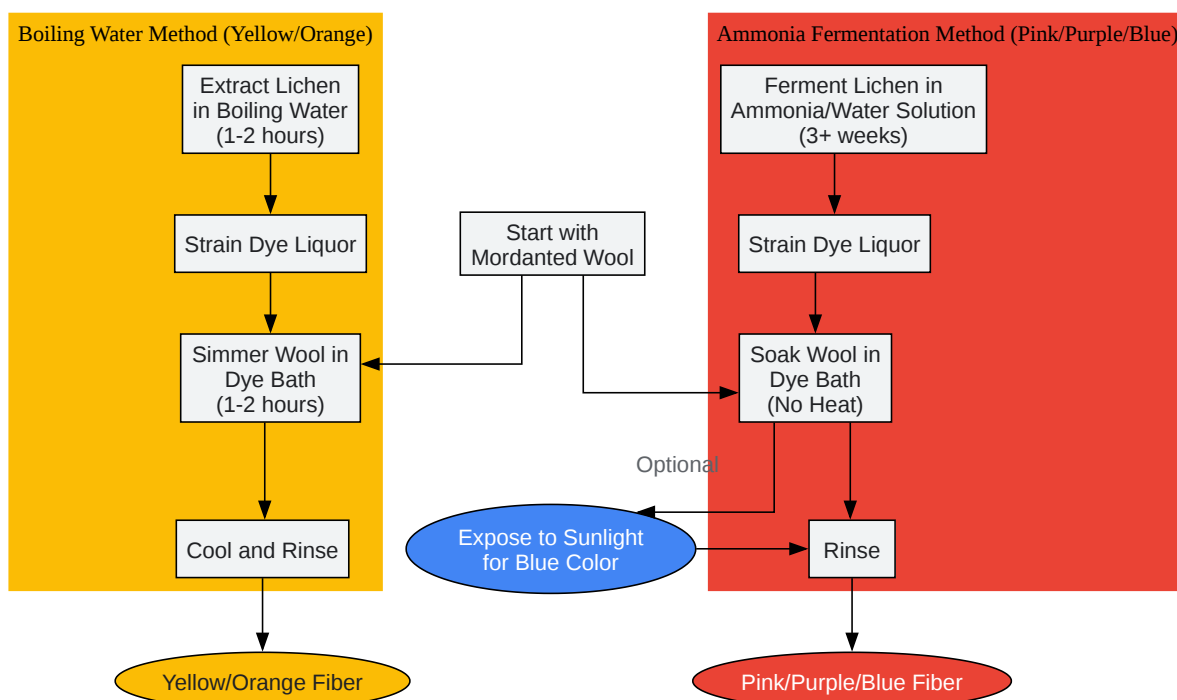 Boiling Water Method (Yellow/Orange)
Extract Lichen
in Boiling Water
(1-2 hours)
Strain Dye Liquor
Simmer Wool in
Dye Bath
(1-2 hours)
Cool and Rinse
Yellow/Orange Fiber
Start with
Mordanted Wool
Optional
Expose to Sunlight
for Blue Color
Ammonia Fermentation Method (Pink/Purple/Blue)
Ferment Lichen in
Ammonia/Water Solution
(3+ weeks)
Strain Dye Liquor
Soak Wool in
Dye Bath
(No Heat)
Rinse
Pink/Purple/Blue Fiber